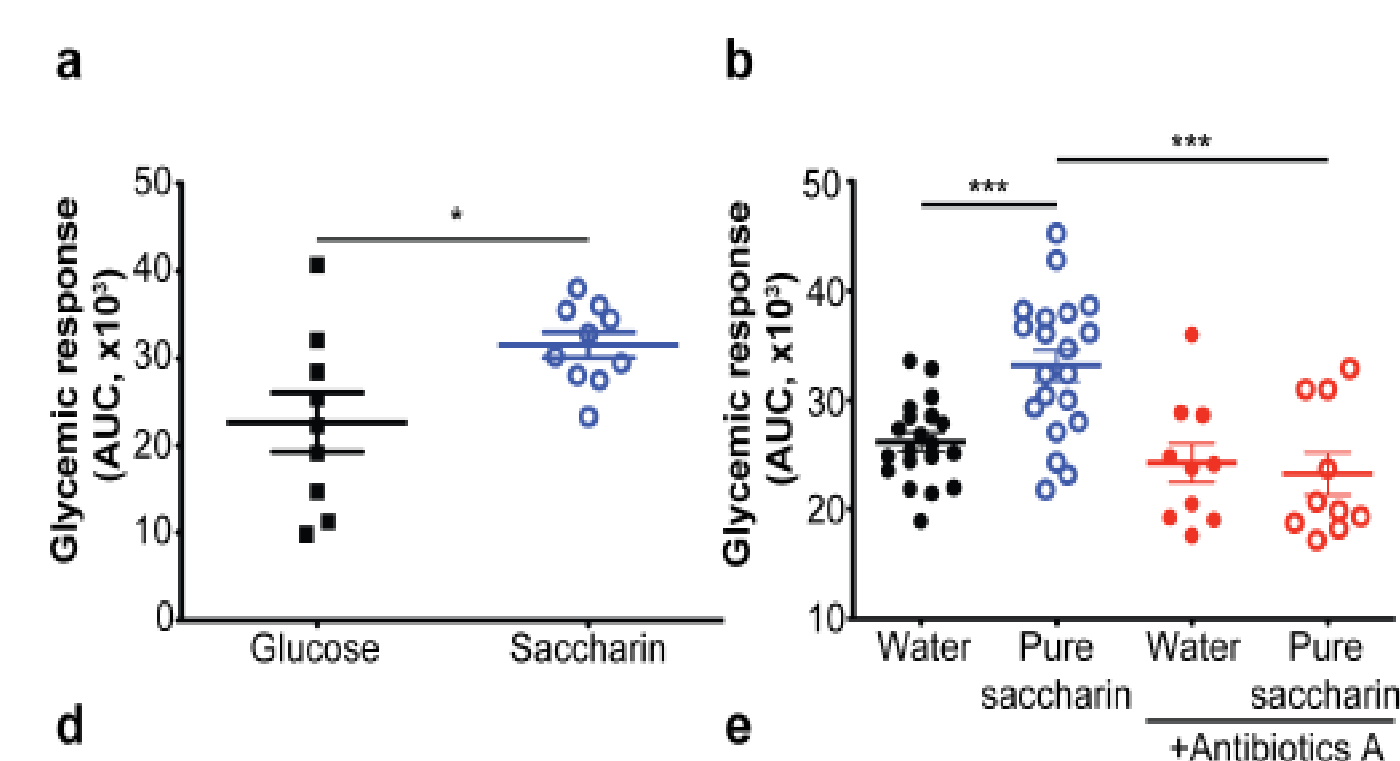 a
Glycemic response
(AUC, x10³)
50
40
30
20
10
0
*
Glucose
Saccharin
b
Glycemic response
(AUC, x10³)
50
40
30
20
10
***
***
Water
Pure
saccharin
Water
Pure
saccharin
+Antibiotics A
d
e